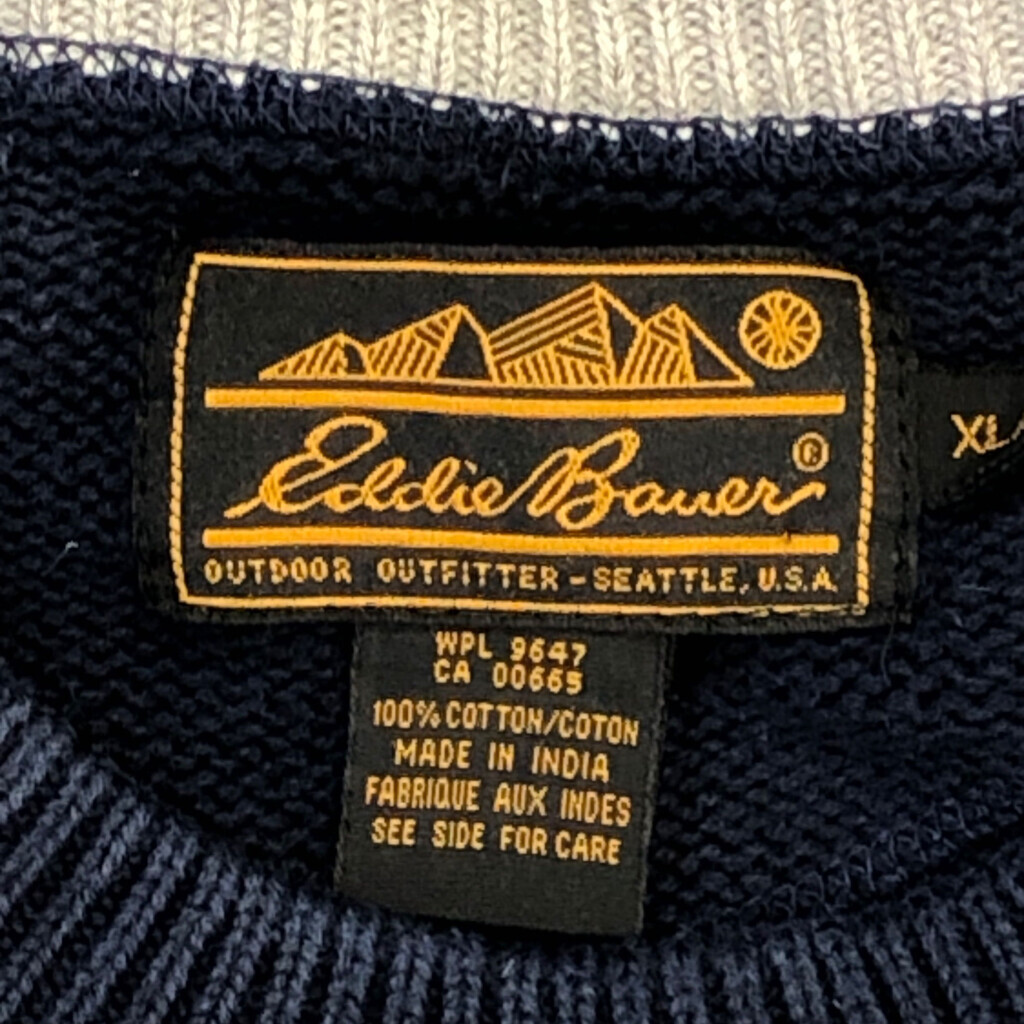 Eddie Bauer®
OUTDOOR OUTFITTER - SEATTLE, U.S.A.
XL
WPL 9647
CA 00665
100% COTTON/COTON
MADE IN INDIA
FABRIQUE AUX INDES
SEE SIDE FOR CARE